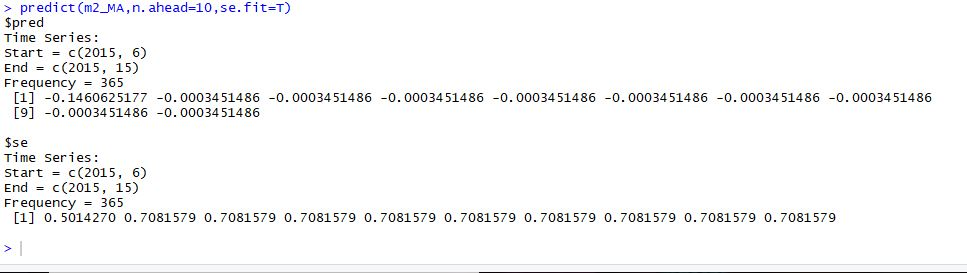 > predict(m2_MA,n.ahead=10,se.fit=T)
$pred
Time Series:
Start = c(2015, 6)
End = c(2015, 15)
Frequency = 365
[1] -0.1460625177 -0.0003451486 -0.0003451486 -0.0003451486 -0.0003451486 -0.0003451486 -0.0003451486 -0.0003451486
[9] -0.0003451486 -0.0003451486
$se
Time Series:
Start = c(2015, 6)
End = c(2015, 15)
Frequency = 365
[1] 0.5014270 0.7081579 0.7081579 0.7081579 0.7081579 0.7081579 0.7081579 0.7081579 0.7081579 0.7081579
>